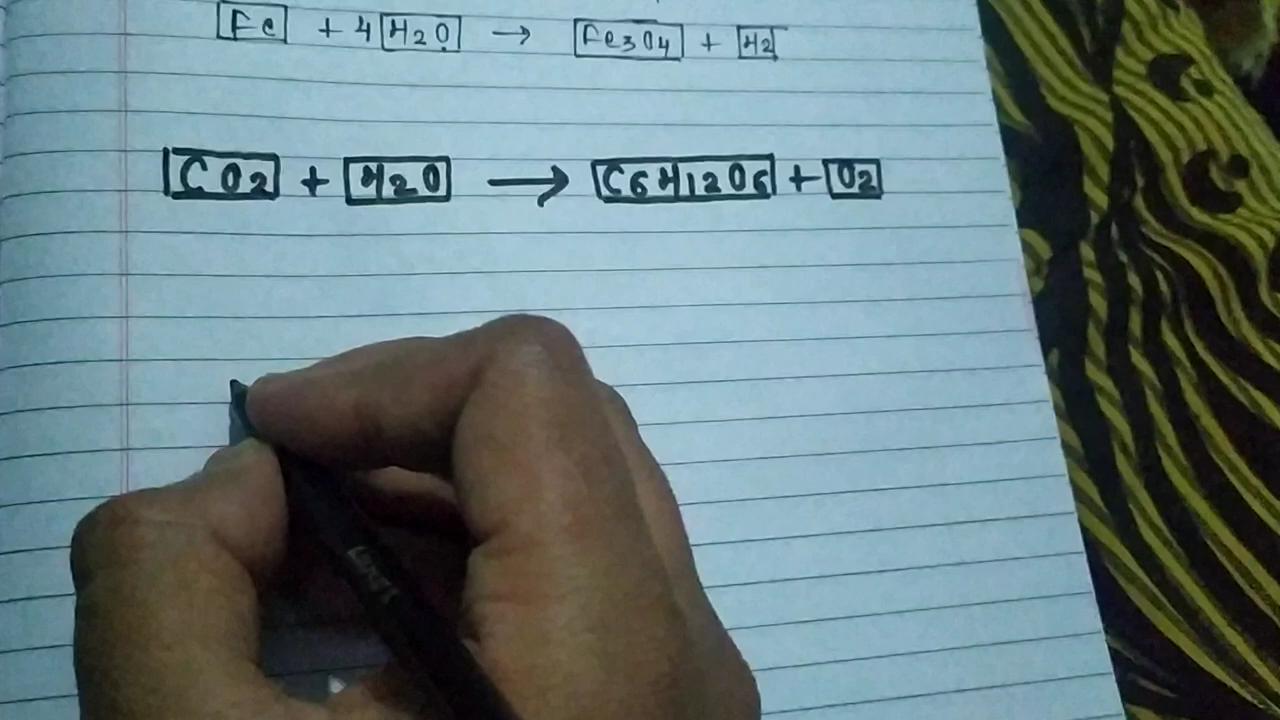 Fe + 4 H2O → Fe3O4 + H2
CO2 + H2O → C6H12O6 + O2